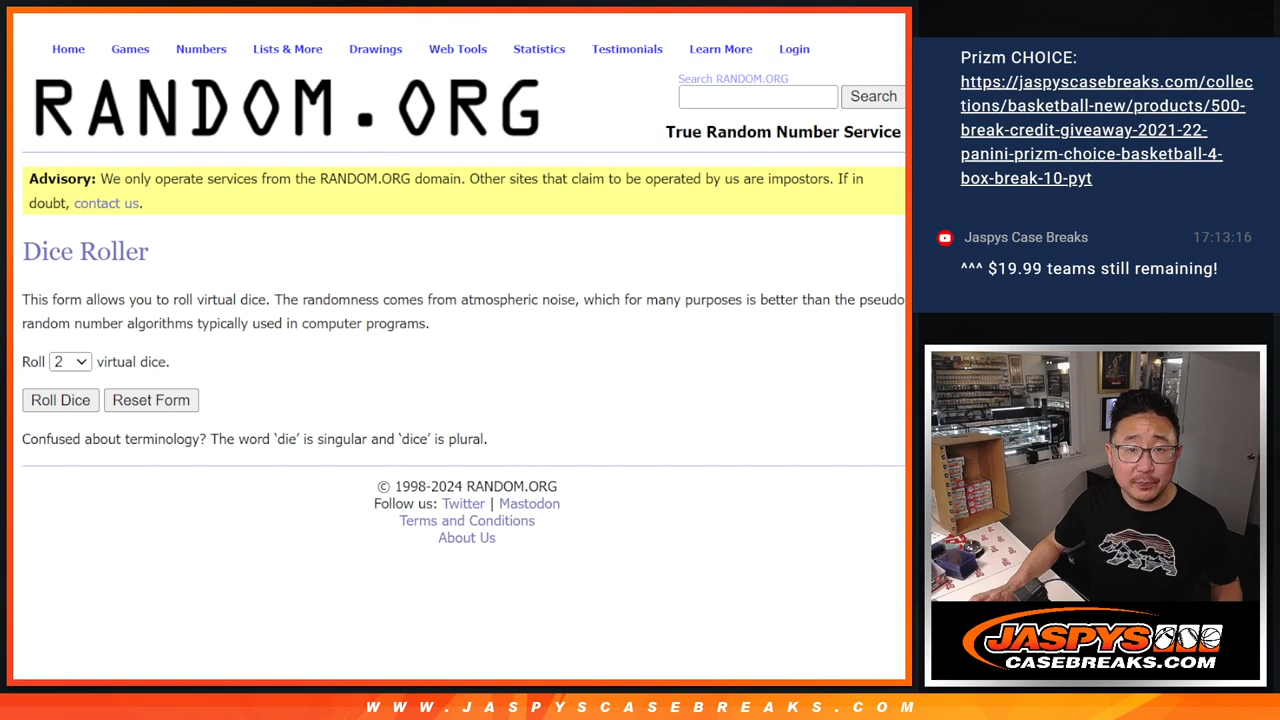 Home Games Numbers Lists & More Drawings Web Tools Statistics Testimonials Learn More Login
RANDOM.ORG
Search RANDOM.ORG
Search
True Random Number Service
Advisory: We only operate services from the RANDOM.ORG domain. Other sites that claim to be operated by us are impostors. If in
doubt, contact us.
Dice Roller
This form allows you to roll virtual dice. The randomness comes from atmospheric noise, which for many purposes is better than the pseudo
random number algorithms typically used in computer programs.
Roll 2 virtual dice.
Roll Dice Reset Form
Confused about terminology? The word ‘die’ is singular and ‘dice’ is plural.
© 1998-2024 RANDOM.ORG
Follow us: Twitter | Mastodon
Terms and Conditions
About Us
Prizm CHOICE:
https://jaspyscasebreaks.com/collec
tions/basketball-new/products/500-
break-credit-giveaway-2021-22-
panini-prizm-choice-basketball-4-
box-break-10-pyt
Jaspys Case Breaks 17:13:16
^^^ $19.99 teams still remaining!
JASPYS
CASEBREAKS.COM
WWW.JASPYSCASEBREAKS.COM